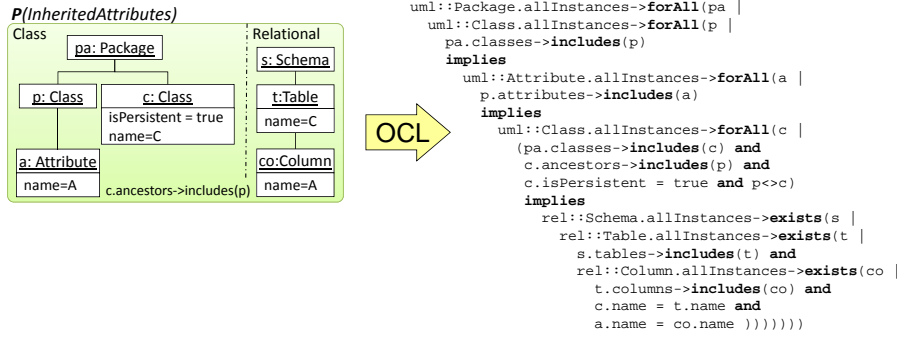 P(InheritedAttributes)
Class
Relational
pa: Package
s: Schema
p: Class
c: Class
isPersistent = true
name=C
t:Table
name=C
a: Attribute
name=A
c.ancestors->includes(p)
co:Column
name=A
OCL
uml::Package.allInstances->forAll(pa |
uml::Class.allInstances->forAll(p |
pa.classes->includes(p)
implies
uml::Attribute.allInstances->forAll(a |
p.attributes->includes(a)
implies
uml::Class.allInstances->forAll(c |
(pa.classes->includes(c) and
c.ancestors->includes(p) and
c.isPersistent = true and p<>c)
implies
rel::Schema.allInstances->exists(s |
rel::Table.allInstances->exists(t |
s.tables->includes(t) and
rel::Column.allInstances->exists(co |
t.columns->includes(co) and
c.name = t.name and
a.name = co.name )))))))